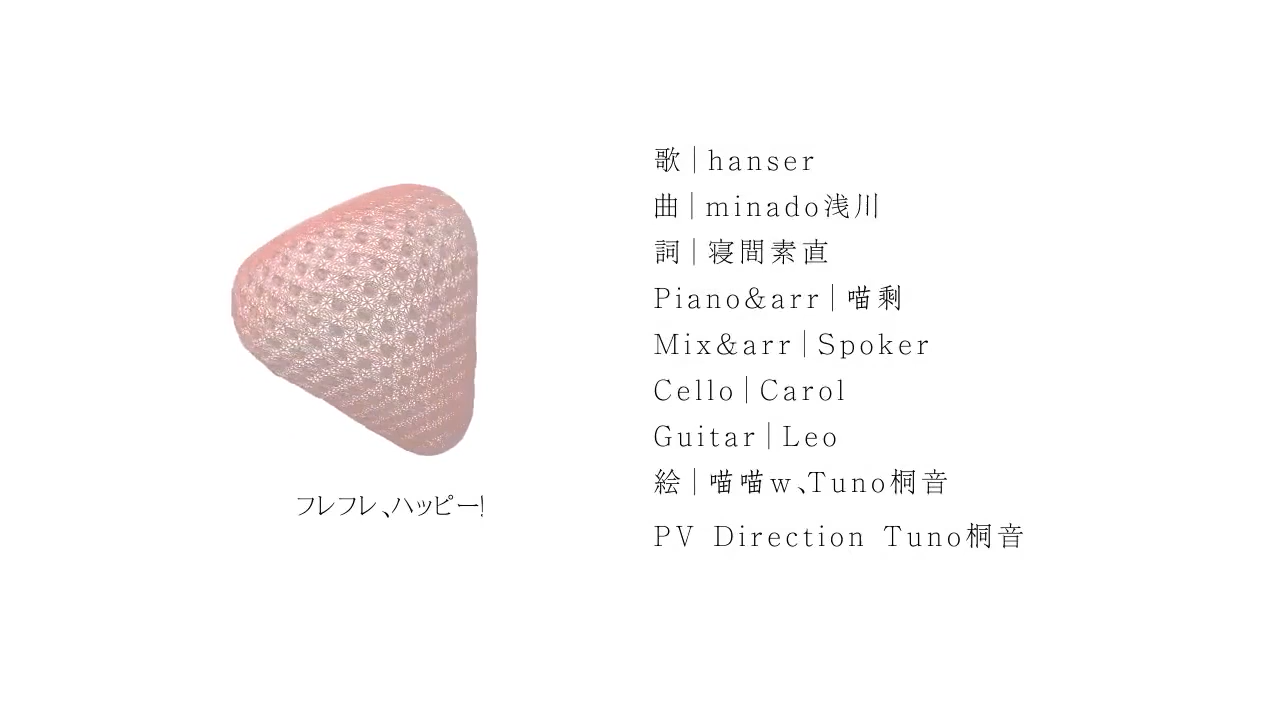 歌|hanser
曲|minado浅川
詞|寝間素直
Piano&arr|喵剩
Mix&arr|Spoker
Cello|Carol
Guitar|Leo
絵|喵喵w、Tuno桐音
PV Direction Tuno桐音
フレフレ、ハッピー!